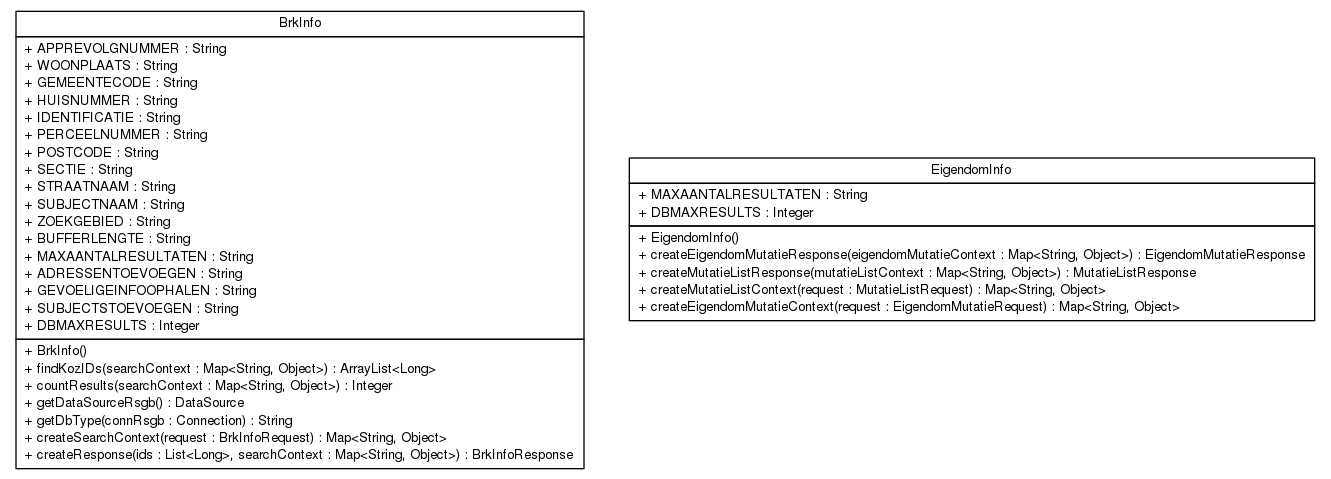 BrkInfo
+ APPREVOLGNUMMER : String
+ WOONPLAATS : String
+ GEMEENTECODE : String
+ HUISNUMMER : String
+ IDENTIFICATIE : String
+ PERCEELNUMMER : String
+ POSTCODE : String
+ SECTIE : String
+ STRAATNAAM : String
+ SUBJECTNAAM : String
+ ZOEKGEBIED : String
+ BUFFERLENGTE : String
+ MAXAANTALRESULTATEN : String
+ ADRESSENTOEVOEGEN : String
+ GEVOELIGEINFOOPHALEN : String
+ SUBJECTSTOEVOEGEN : String
+ DBMAXRESULTS : Integer
+ BrkInfo()
+ findKozIDs(searchContext : Map<String, Object>) : ArrayList<Long>
+ countResults(searchContext : Map<String, Object>) : Integer
+ getDataSourceRsgb() : DataSource
+ getDbType(connRsgb : Connection) : String
+ createSearchContext(request : BrkInfoRequest) : Map<String, Object>
+ createResponse(ids : List<Long>, searchContext : Map<String, Object>) : BrkInfoResponse
EigendomInfo
+ MAXAANTALRESULTATEN : String
+ DBMAXRESULTS : Integer
+ EigendomInfo()
+ createEigendomMutatieResponse(eigendomMutatieContext : Map<String, Object>) : EigendomMutatieResponse
+ createMutatieListResponse(mutatieListContext : Map<String, Object>) : MutatieListResponse
+ createMutatieListContext(request : MutatieListRequest) : Map<String, Object>
+ createEigendomMutatieContext(request : EigendomMutatieRequest) : Map<String, Object>